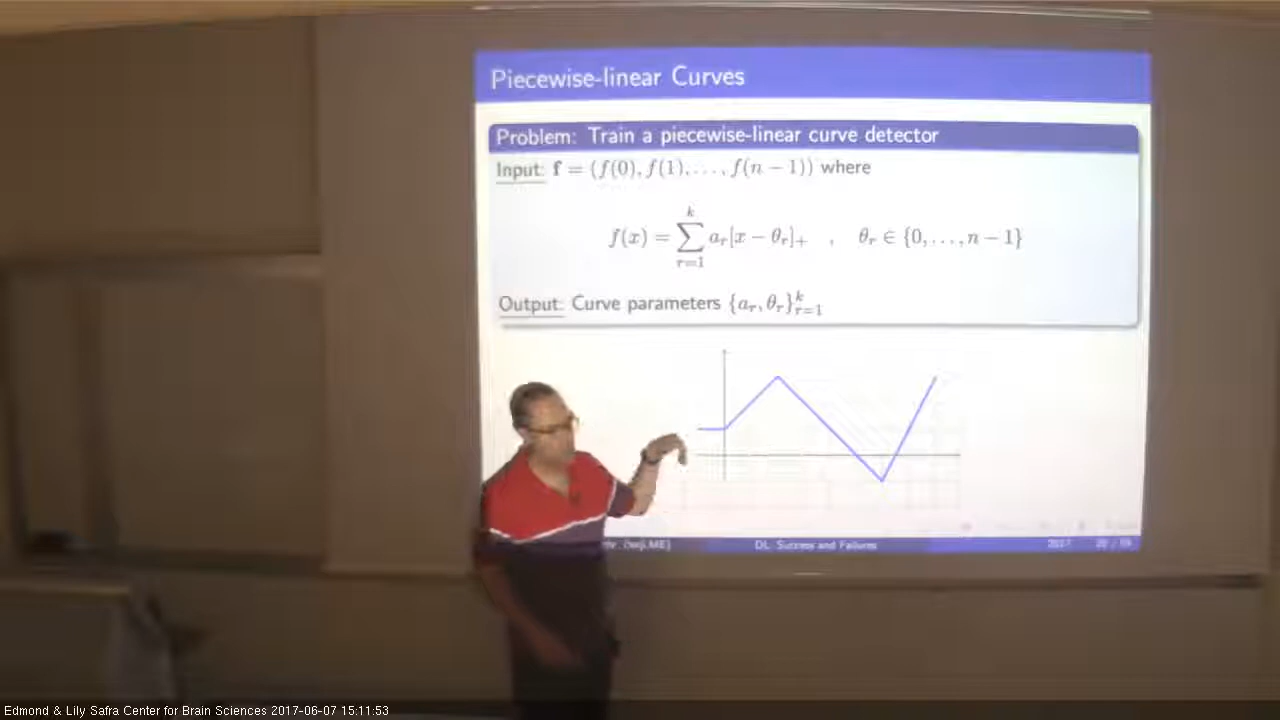 Piecewise-linear Curves
Problem: Train a piecewise-linear curve detector
Input: f = (f(0), f(1), . . . , f(n − 1)) where
f(x) = ∑_{r=1}^{k} a_r[x − θ_r]_+ , θ_r ∈ {0, . . . , n − 1}
Output: Curve parameters {a_r, θ_r}_{r=1}^{k}
DL: Success and Failures 2017
Edmond & Lily Safra Center for Brain Sciences 2017-06-07 15:11:53